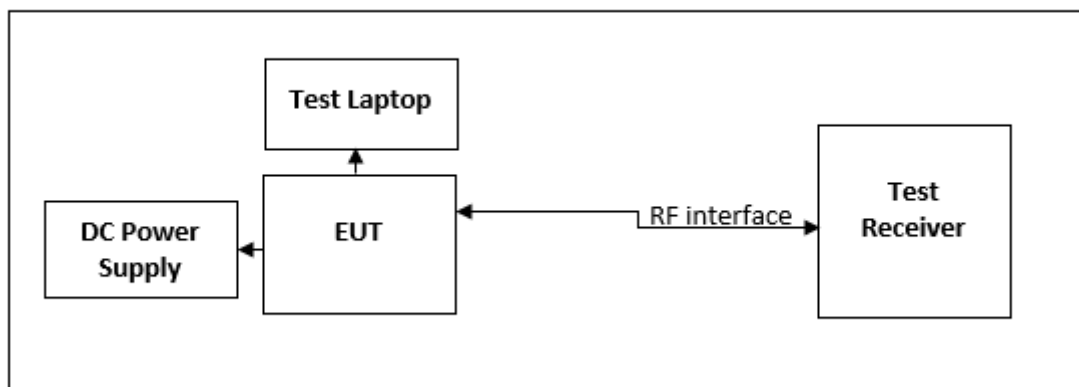 Test Laptop
DC Power
Supply
EUT
RF interface
Test
Receiver